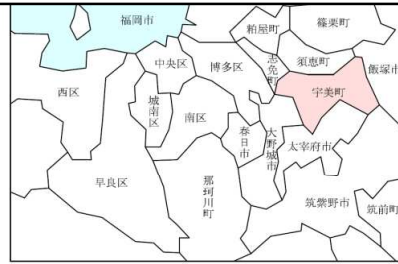 福岡市
粕屋町
篠栗町
中央区
博多区
志免町
須恵町
飯塚市
西区
城南区
南区
宇美町
春日市
大野城市
太宰府市
早良区
那珂川町
筑紫野市
筑前町